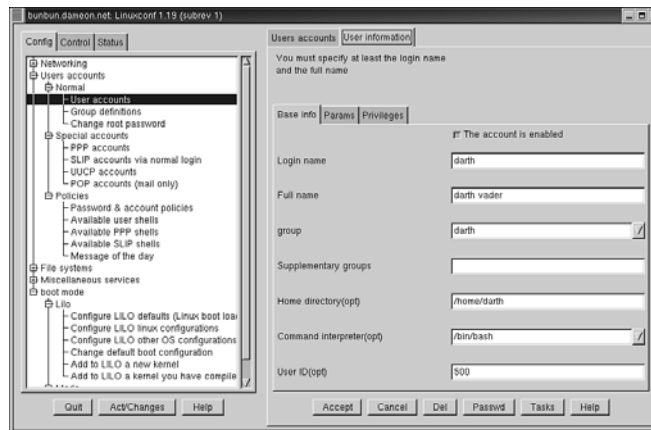 bunbun.dameon.net: Linuxconf 1.19 (subrev 1)
Config Control Status
Networking
Users accounts
Normal
User accounts
Group definitions
Change root password
Special accounts
PPP accounts
SLIP accounts via normal login
UUCP accounts
POP accounts (mail only)
Policies
Password & account policies
Available user shells
Available PPP shells
Available SLIP shells
Message of the day
File systems
Miscellaneous services
boot mode
Lilo
Configure LILO defaults (Linux boot loa
Configure LILO linux configurations
Configure LILO other OS configurations
Change default boot configuration
Add to LILO a new kernel
Add to LILO a kernel you have compile
Quit Act/Changes Help
Users accounts User information
You must specify at least the login name
and the full name
Base info Params Privileges
The account is enabled
Login name darth
Full name darth vader
group darth
Supplementary groups
Home directory(opt) /home/darth
Command interpreter(opt) /bin/bash
User ID(opt) 500
Accept Cancel Del Passwd Tasks Help